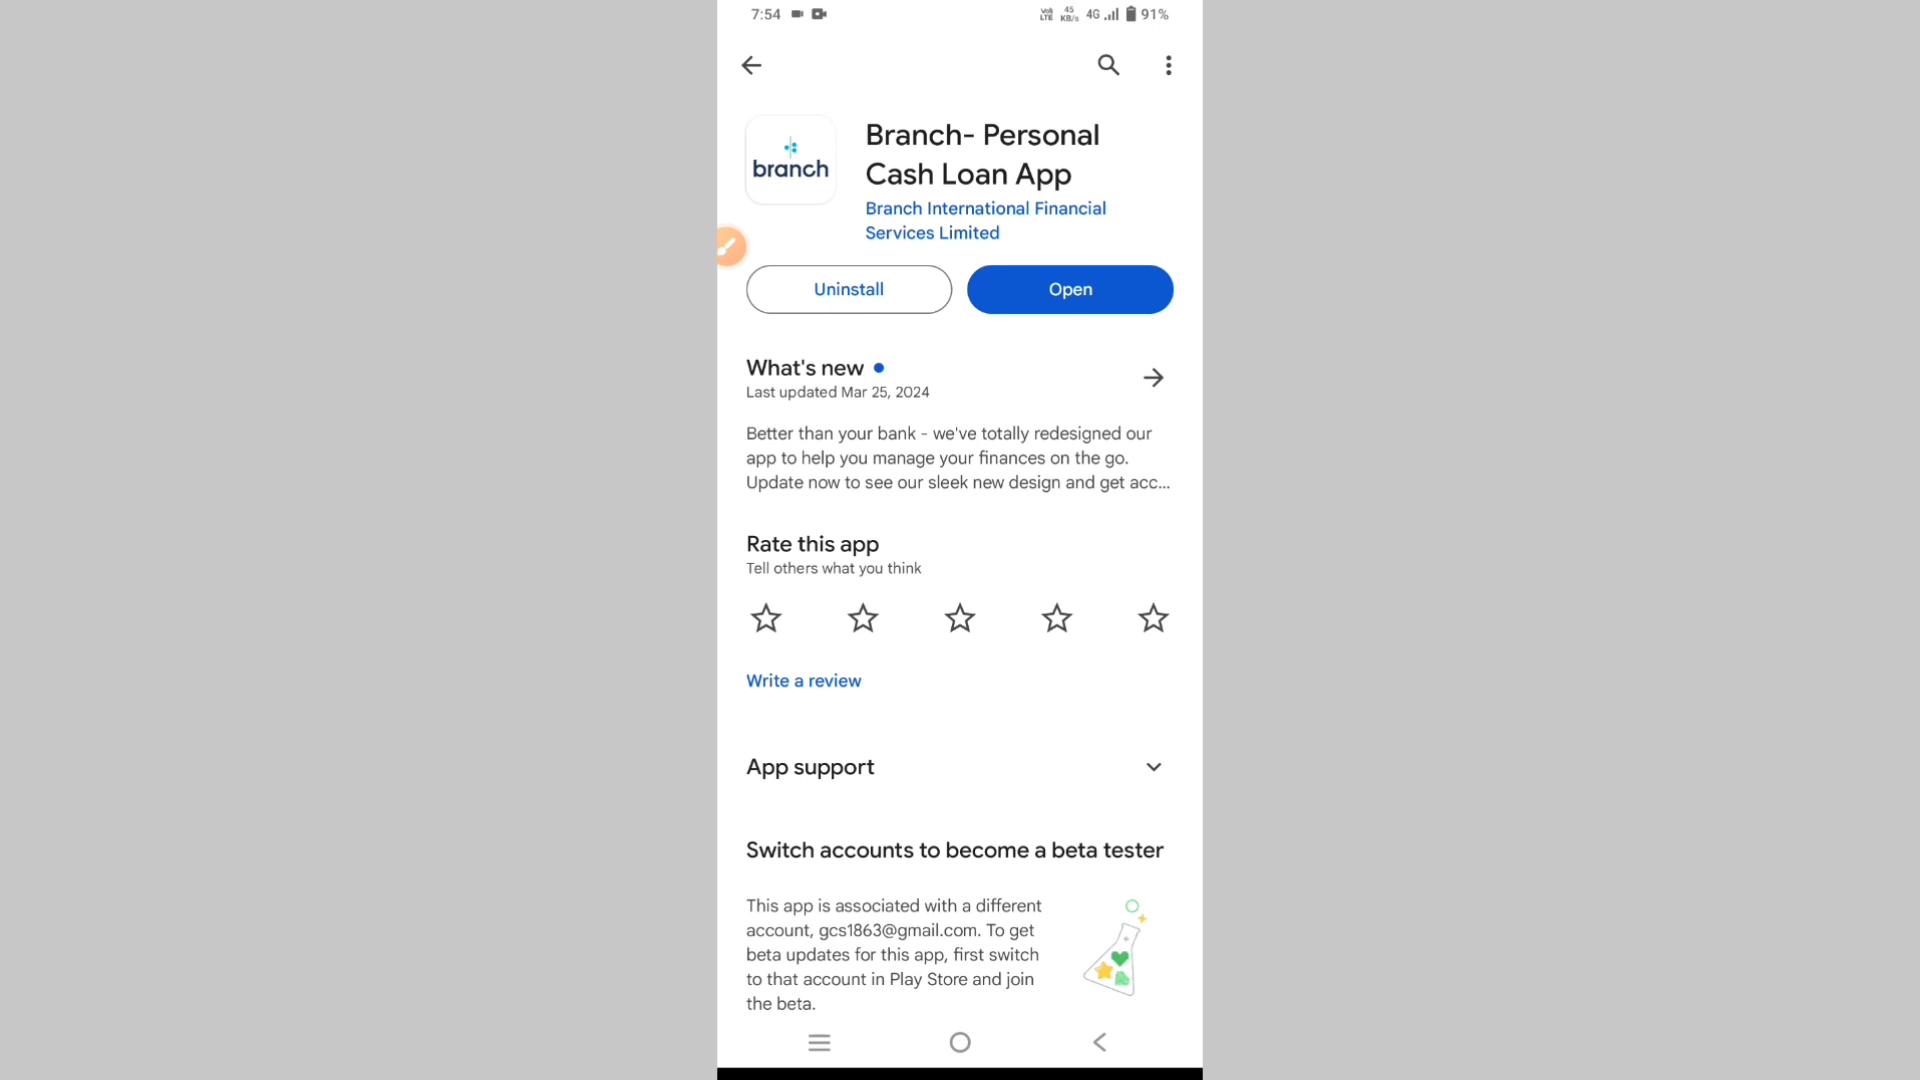 7:54 Vo) LTE 45 KB/s 4G 91%
branch
Branch- Personal
Cash Loan App
Branch International Financial
Services Limited
Uninstall Open
What's new
Last updated Mar 25, 2024
Better than your bank - we've totally redesigned our
app to help you manage your finances on the go.
Update now to see our sleek new design and get acc...
Rate this app
Tell others what you think
Write a review
App support
Switch accounts to become a beta tester
This app is associated with a different
account, gcs1863@gmail.com. To get
beta updates for this app, first switch
to that account in Play Store and join
the beta.